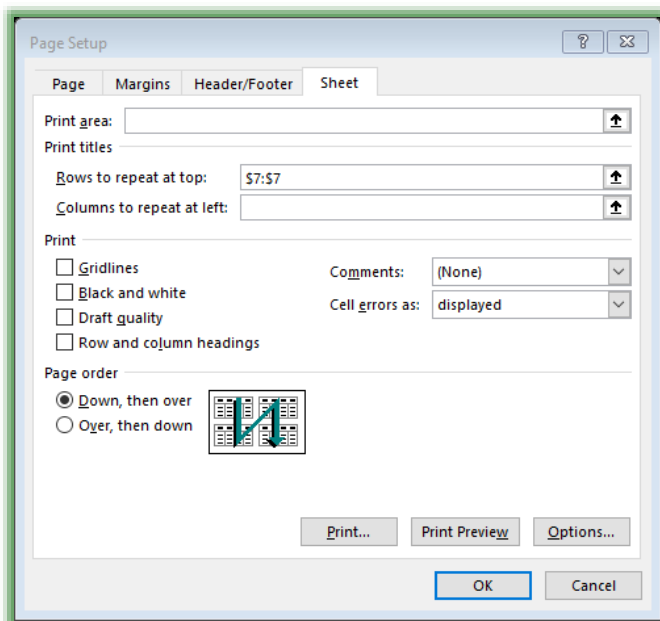 Page Setup
Page Margins Header/Footer Sheet
Print area:
Print titles
Rows to repeat at top: $7:$7
Columns to repeat at left:
Print
Gridlines Comments: (None)
Black and white Cell errors as: displayed
Draft quality
Row and column headings
Page order
Down, then over
Over, then down
Print... Print Preview Options...
OK Cancel